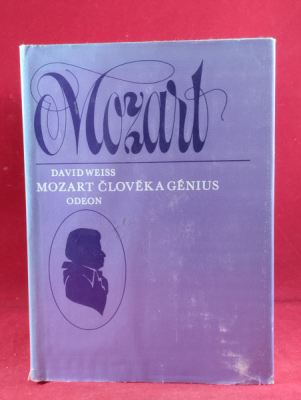 Mozart
DAVID WEISS
MOZART ČLOVĚK A GÉNIUS
ODEON